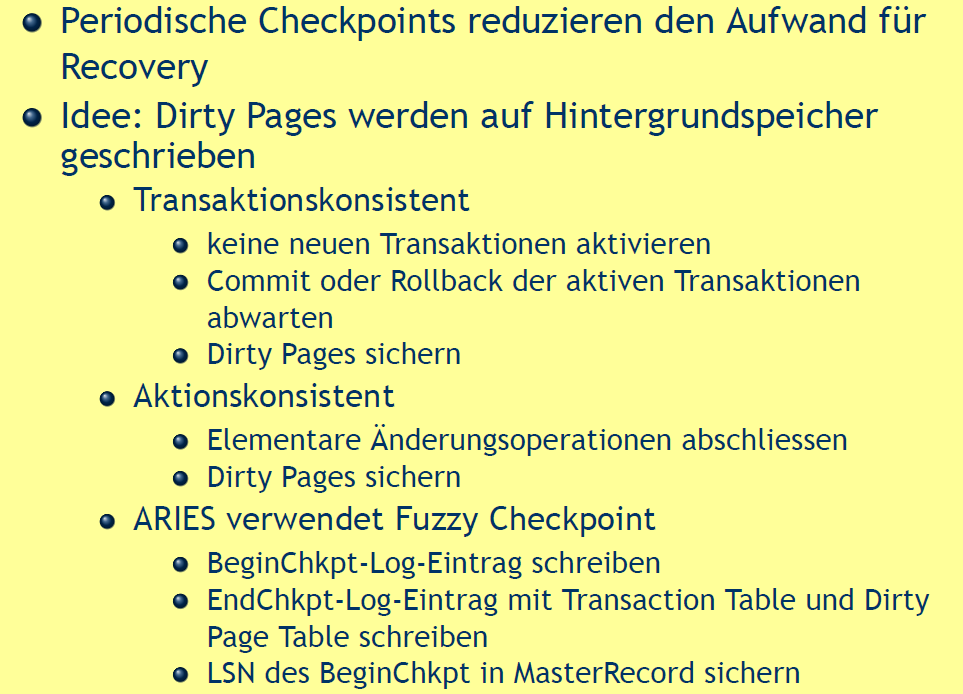 Periodische Checkpoints reduzieren den Aufwand für
Recovery
Idee: Dirty Pages werden auf Hintergrundspeicher
geschrieben
Transaktionskonsistent
keine neuen Transaktionen aktivieren
Commit oder Rollback der aktiven Transaktionen
abwarten
Dirty Pages sichern
Aktionskonsistent
Elementare Änderungsoperationen abschliessen
Dirty Pages sichern
ARIES verwendet Fuzzy Checkpoint
BeginChkpt-Log-Eintrag schreiben
EndChkpt-Log-Eintrag mit Transaction Table und Dirty
Page Table schreiben
LSN des BeginChkpt in MasterRecord sichern